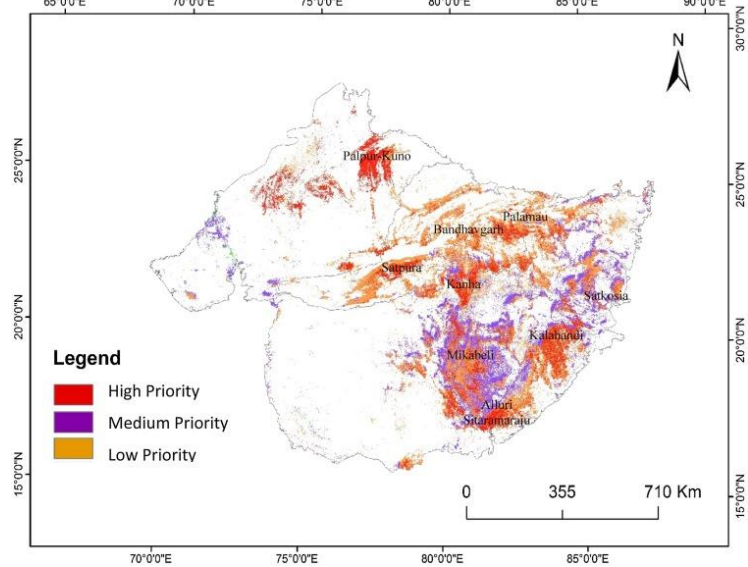 65°0'0"E 70°0'0"E 75°0'0"E 80°0'0"E 85°0'0"E 90°0'0"E
30°0'0"N
N
25°0'0"N
25°0'0"N
Palpur-Kuno
Palamau
Bandhavgarh
Satpura
Kanha
Satkosia
20°0'0"N
20°0'0"N
Kalahandi
Mikabeli
Legend
High Priority
Medium Priority
Low Priority
Alluri
Sitaramaraju
15°0'0"N
15°0'0"N
0 355 710 Km
70°0'0"E 75°0'0"E 80°0'0"E 85°0'0"E